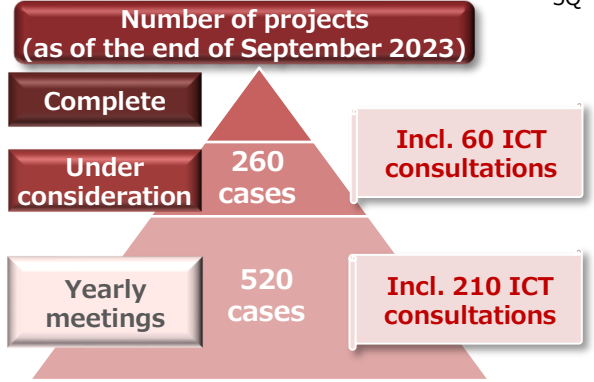 Number of projects
(as of the end of September 2023)
Complete
Under
consideration
260
cases
Incl. 60 ICT
consultations
Yearly
meetings
520
cases
Incl. 210 ICT
consultations